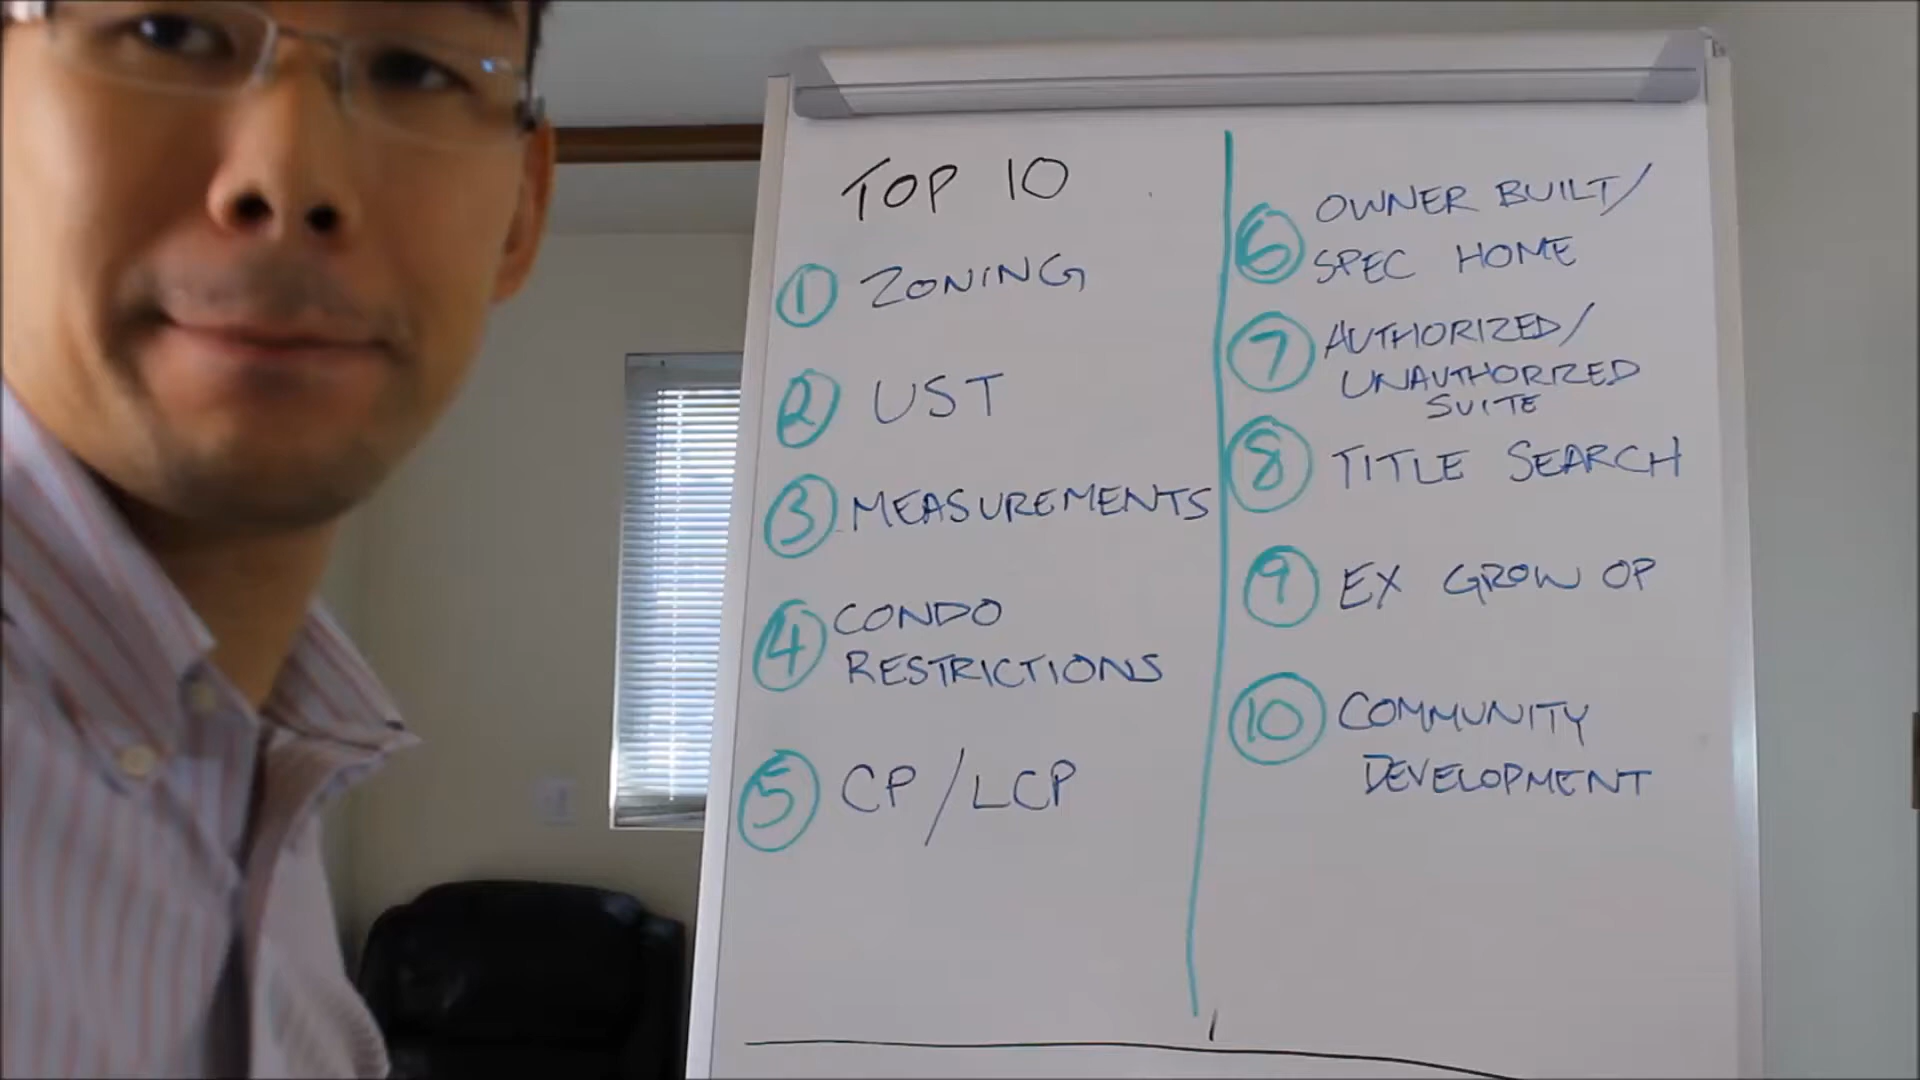 TOP 10
1 ZONING
2 UST
3 MEASUREMENTS
4 CONDO
RESTRICTIONS
5 CP/LCP
6 OWNER BUILT/
SPEC HOME
7 AUTHORIZED/
UNAUTHORIZED
SUITE
8 TITLE SEARCH
9 EX GROW OP
10 COMMUNITY
DEVELOPMENT